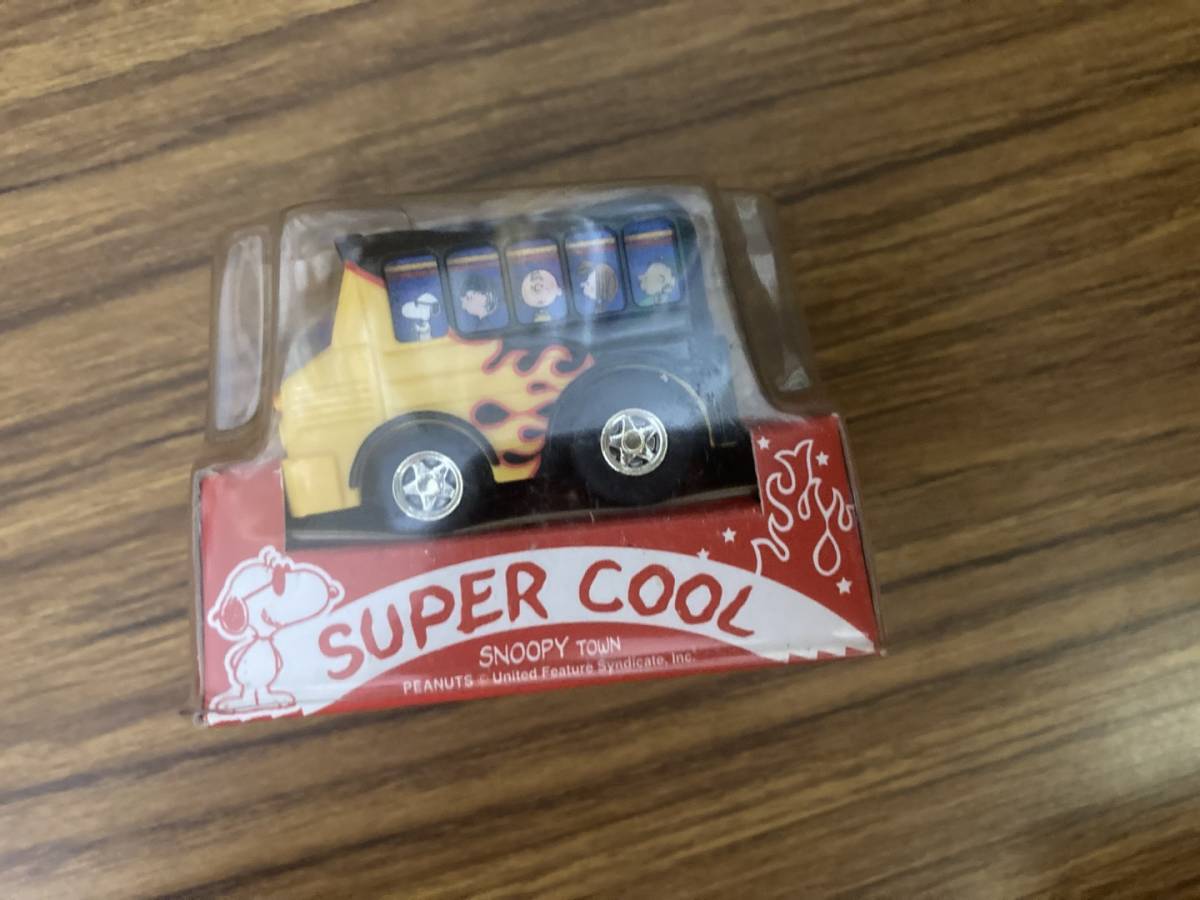 SUPER COOL
SNOOPY TOWN
PEANUTS © United Feature Syndicate, Inc.